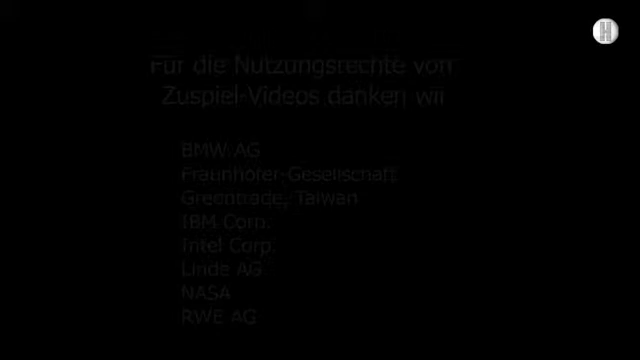 Für die Nutzungsrechte von
Zuspiel-Videos danken wir
BMW AG
Fraunhofer-Gesellschaft
Greentrade, Taiwan
IBM Corp.
Intel Corp.
Linde AG
NASA
RWE AG
H